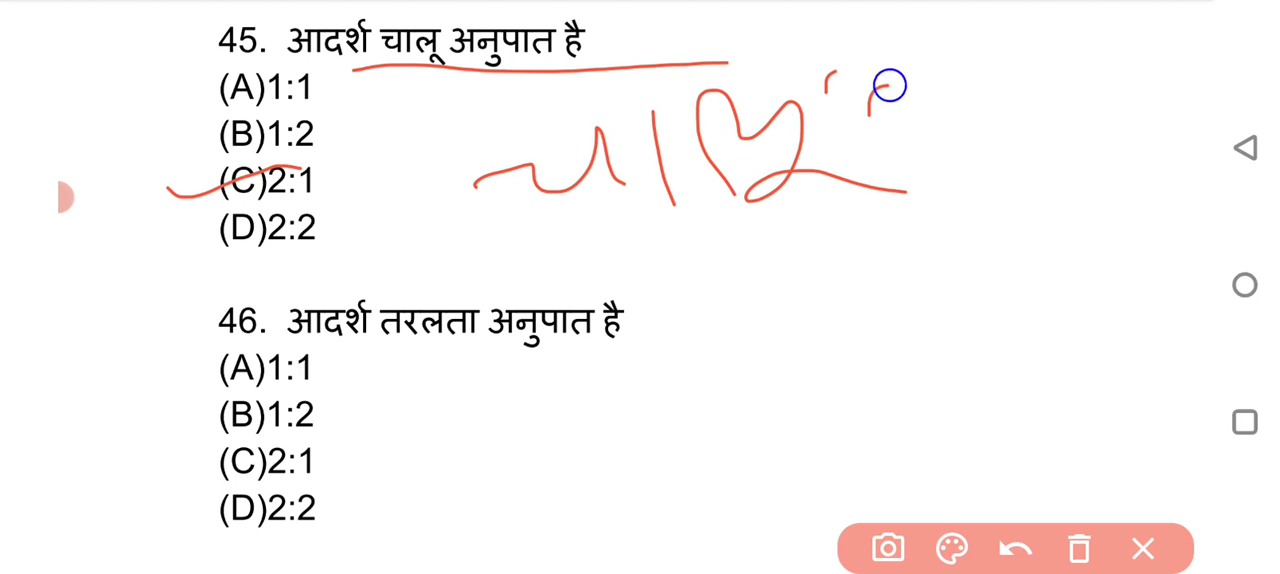 45. आदर्श चालू अनुपात है
(A)1:1
(B)1:2
(C)2:1
(D)2:2
चालू
46. आदर्श तरलता अनुपात है
(A)1:1
(B)1:2
(C)2:1
(D)2:2